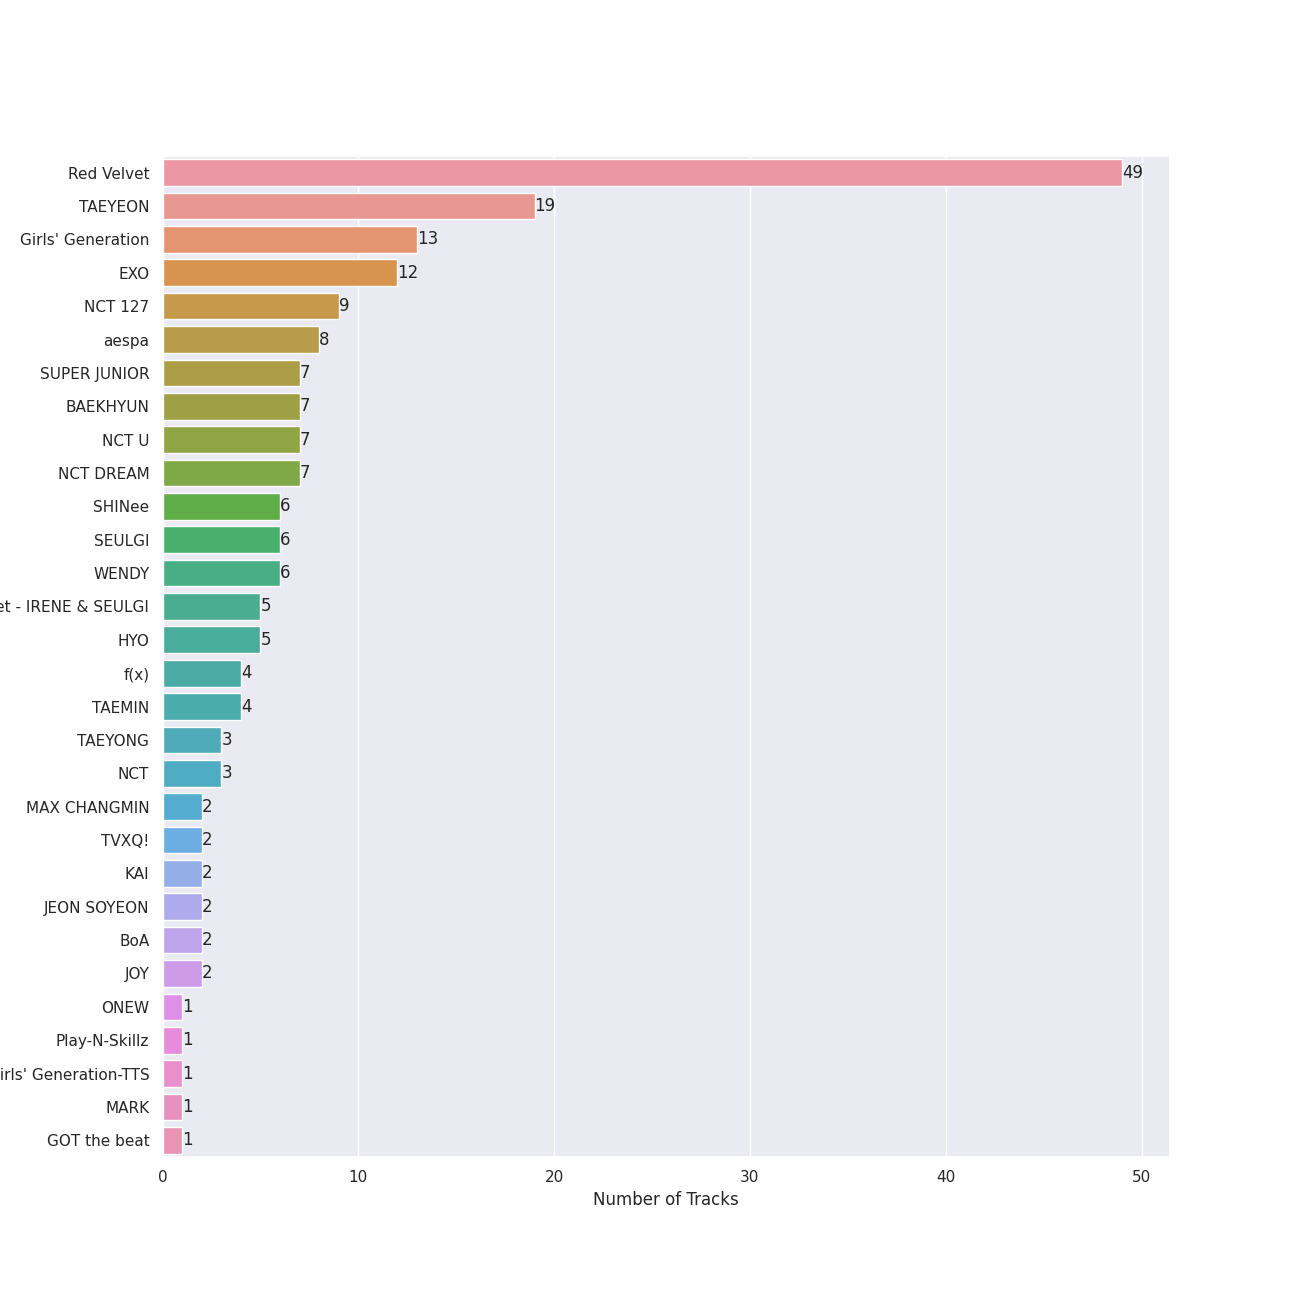 Red Velvet 49
TAEYEON 19
Girls' Generation 13
EXO 12
NCT 127 9
aespa 8
SUPER JUNIOR 7
BAEKHYUN 7
NCT U 7
NCT DREAM 7
SHINee 6
SEULGI 6
WENDY 6
et - IRENE & SEULGI 5
HYO 5
f(x) 4
TAEMIN 4
TAEYONG 3
NCT 3
MAX CHANGMIN 2
TVXQ! 2
KAI 2
JEON SOYEON 2
BoA 2
JOY 2
ONEW 1
Play-N-Skillz 1
irls' Generation-TTS 1
MARK 1
GOT the beat 1
0 10 20 30 40 50
Number of Tracks